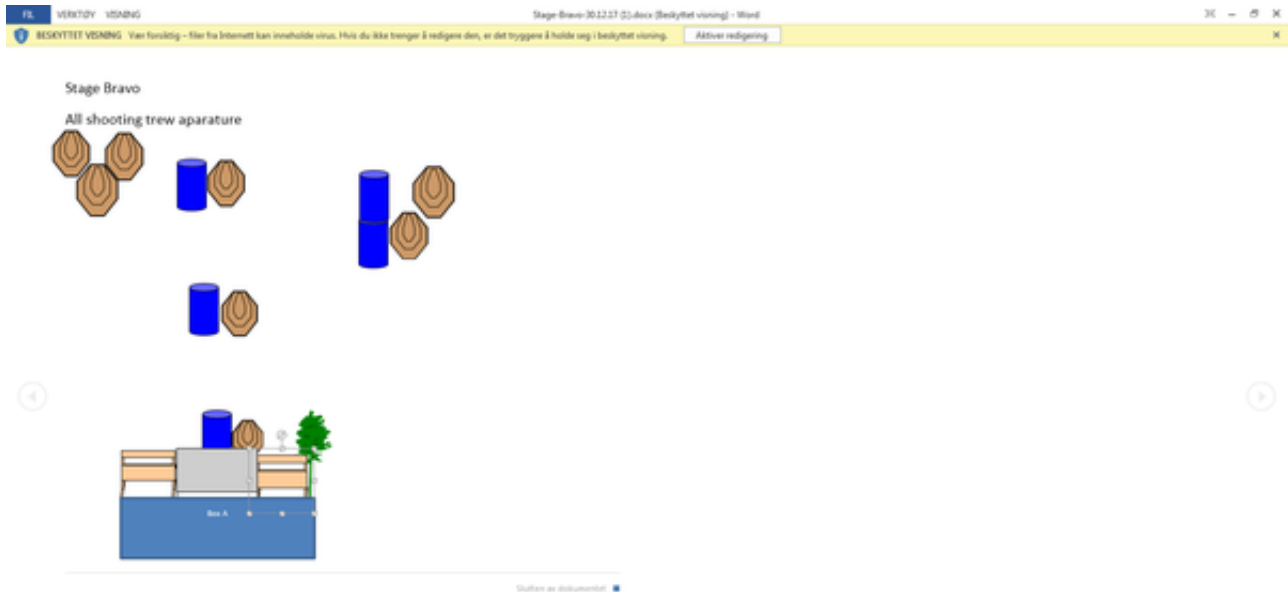 FIL VERKTØY VISNING Stage-Bravo-30.12.17 (1).docx (Beskyttet visning) - Word
BESKYTTET VISNING Vær forsiktig – filer fra Internett kan inneholde virus. Hvis du ikke trenger å redigere den, er det tryggere å holde seg i beskyttet visning. Aktiver redigering
Stage Bravo
All shooting trew aparature
Box A
Slutten av dokumentet